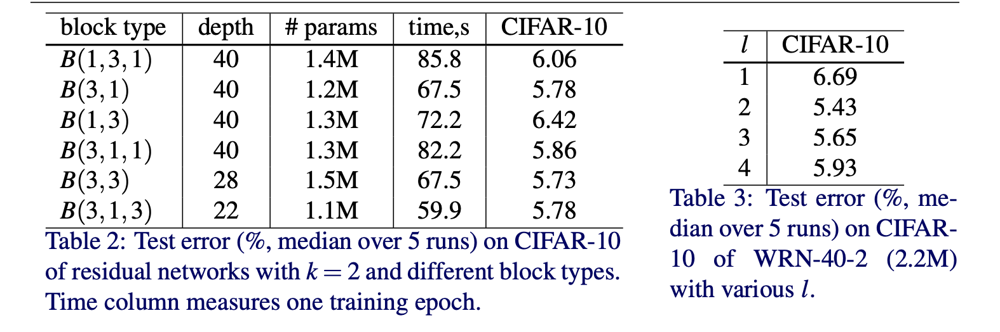 block type depth # params time,s CIFAR-10
B(1,3,1) 40 1.4M 85.8 6.06
B(3,1) 40 1.2M 67.5 5.78
B(1,3) 40 1.3M 72.2 6.42
B(3,1,1) 40 1.3M 82.2 5.86
B(3,3) 28 1.5M 67.5 5.73
B(3,1,3) 22 1.1M 59.9 5.78
Table 2: Test error (%, median over 5 runs) on CIFAR-10
of residual networks with k = 2 and different block types.
Time column measures one training epoch.
l CIFAR-10
1 6.69
2 5.43
3 5.65
4 5.93
Table 3: Test error (%, me-
dian over 5 runs) on CIFAR-
10 of WRN-40-2 (2.2M)
with various l.